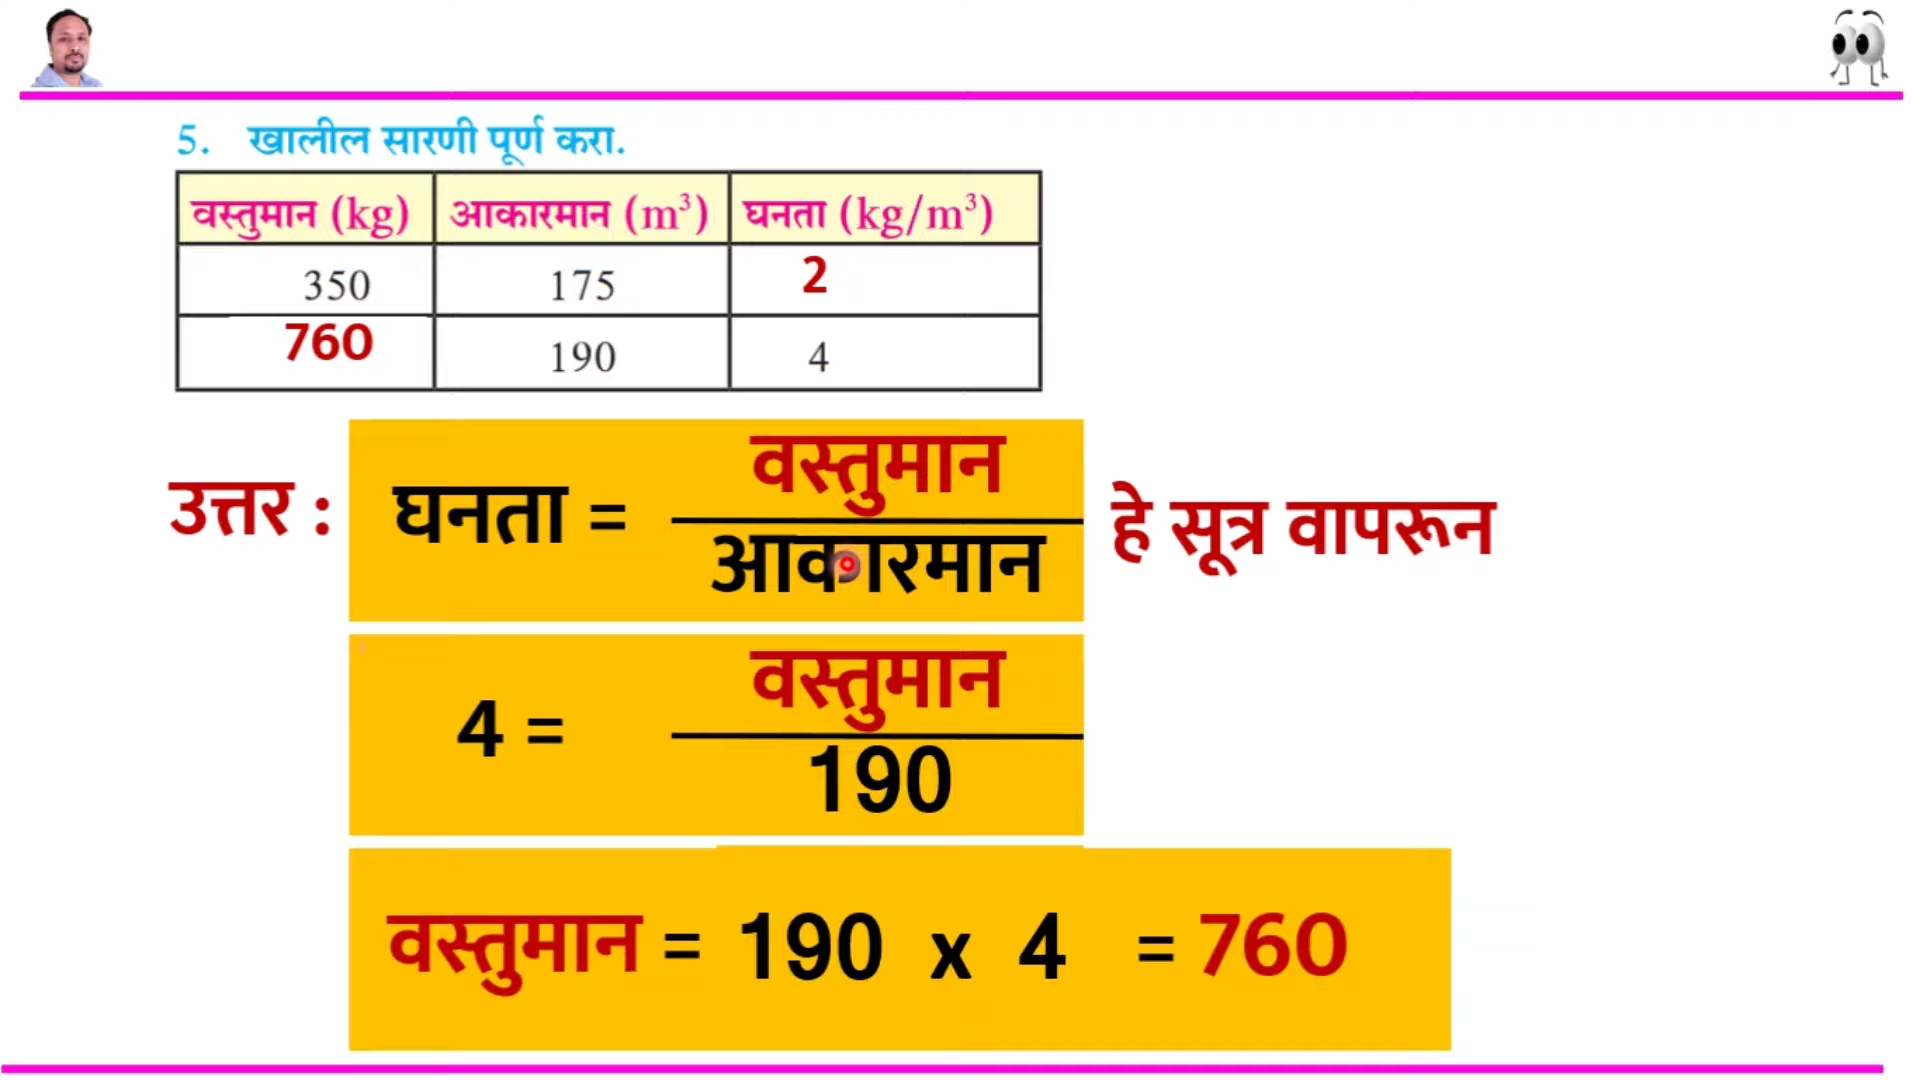 5. खालील सारणी पूर्ण करा.
वस्तुमान (kg) आकारमान (m³) घनता (kg/m³)
350 175 2
760 190 4
उत्तर : घनता = वस्तुमान / आकारमान हे सूत्र वापरून
4 = वस्तुमान / 190
वस्तुमान = 190 x 4 = 760